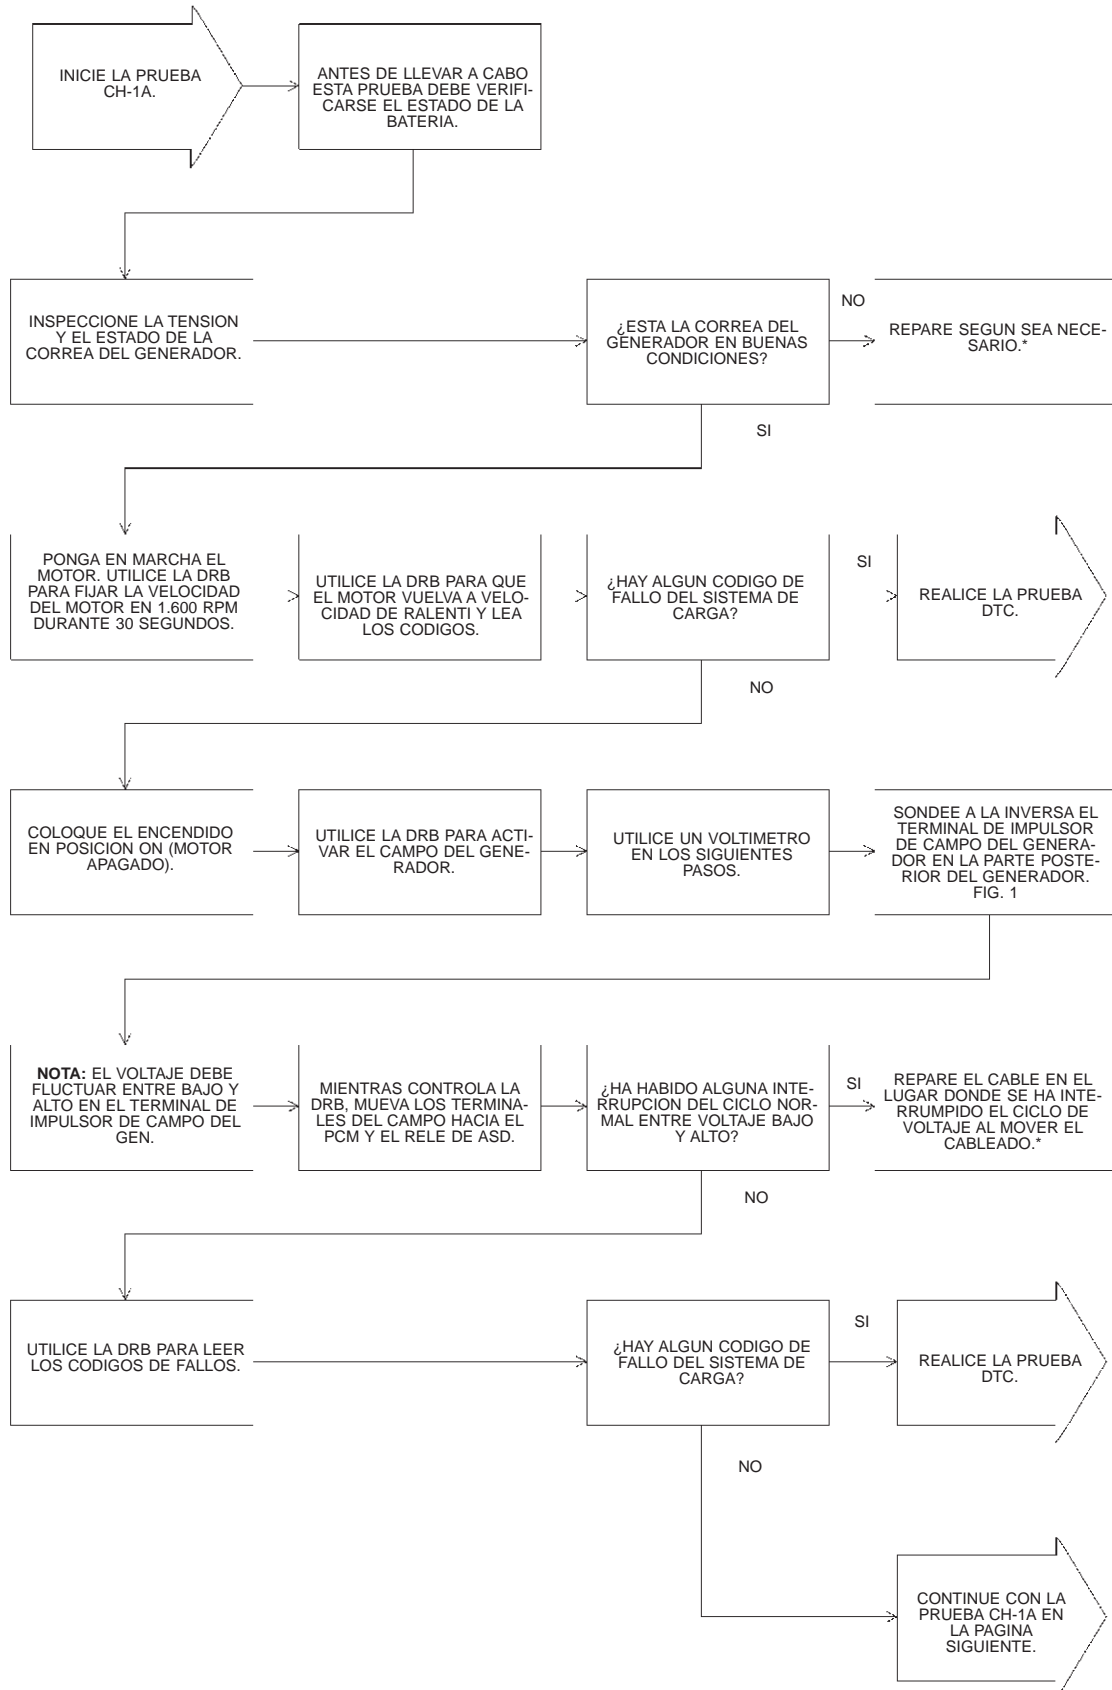 INICIE LA PRUEBA
CH-1A.
ANTES DE LLEVAR A CABO
ESTA PRUEBA DEBE VERIFI-
CARSE EL ESTADO DE LA
BATERIA.
INSPECCIONE LA TENSION
Y EL ESTADO DE LA
CORREA DEL GENERADOR.
¿ESTA LA CORREA DEL
GENERADOR EN BUENAS
CONDICIONES?
NO
REPARE SEGUN SEA NECE-
SARIO.*
SI
PONGA EN MARCHA EL
MOTOR. UTILICE LA DRB
PARA FIJAR LA VELOCIDAD
DEL MOTOR EN 1.600 RPM
DURANTE 30 SEGUNDOS.
UTILICE LA DRB PARA QUE
EL MOTOR VUELVA A VELO-
CIDAD DE RALENTI Y LEA
LOS CODIGOS.
¿HAY ALGUN CODIGO DE
FALLO DEL SISTEMA DE
CARGA?
SI
REALICE LA PRUEBA
DTC.
NO
COLOQUE EL ENCENDIDO
EN POSICION ON (MOTOR
APAGADO).
UTILICE LA DRB PARA ACTI-
VAR EL CAMPO DEL GENE-
RADOR.
UTILICE UN VOLTIMETRO
EN LOS SIGUIENTES
PASOS.
SONDEE A LA INVERSA EL
TERMINAL DE IMPULSOR
DE CAMPO DEL GENERA-
DOR EN LA PARTE POSTE-
RIOR DEL GENERADOR.
FIG. 1
NOTA: EL VOLTAJE DEBE
FLUCTUAR ENTRE BAJO Y
ALTO EN EL TERMINAL DE
IMPULSOR DE CAMPO DEL
GEN.
MIENTRAS CONTROLA LA
DRB, MUEVA LOS TERMINA-
LES DEL CAMPO HACIA EL
PCM Y EL RELE DE ASD.
¿HA HABIDO ALGUNA INTE-
RRUPCION DEL CICLO NOR-
MAL ENTRE VOLTAJE BAJO
Y ALTO?
SI
REPARE EL CABLE EN EL
LUGAR DONDE SE HA INTE-
RRUMPIDO EL CICLO DE
VOLTAJE AL MOVER EL
CABLEADO.*
NO
UTILICE LA DRB PARA LEER
LOS CODIGOS DE FALLOS.
¿HAY ALGUN CODIGO DE
FALLO DEL SISTEMA DE
CARGA?
SI
REALICE LA PRUEBA
DTC.
NO
CONTINUE CON LA
PRUEBA CH-1A EN
LA PAGINA
SIGUIENTE.